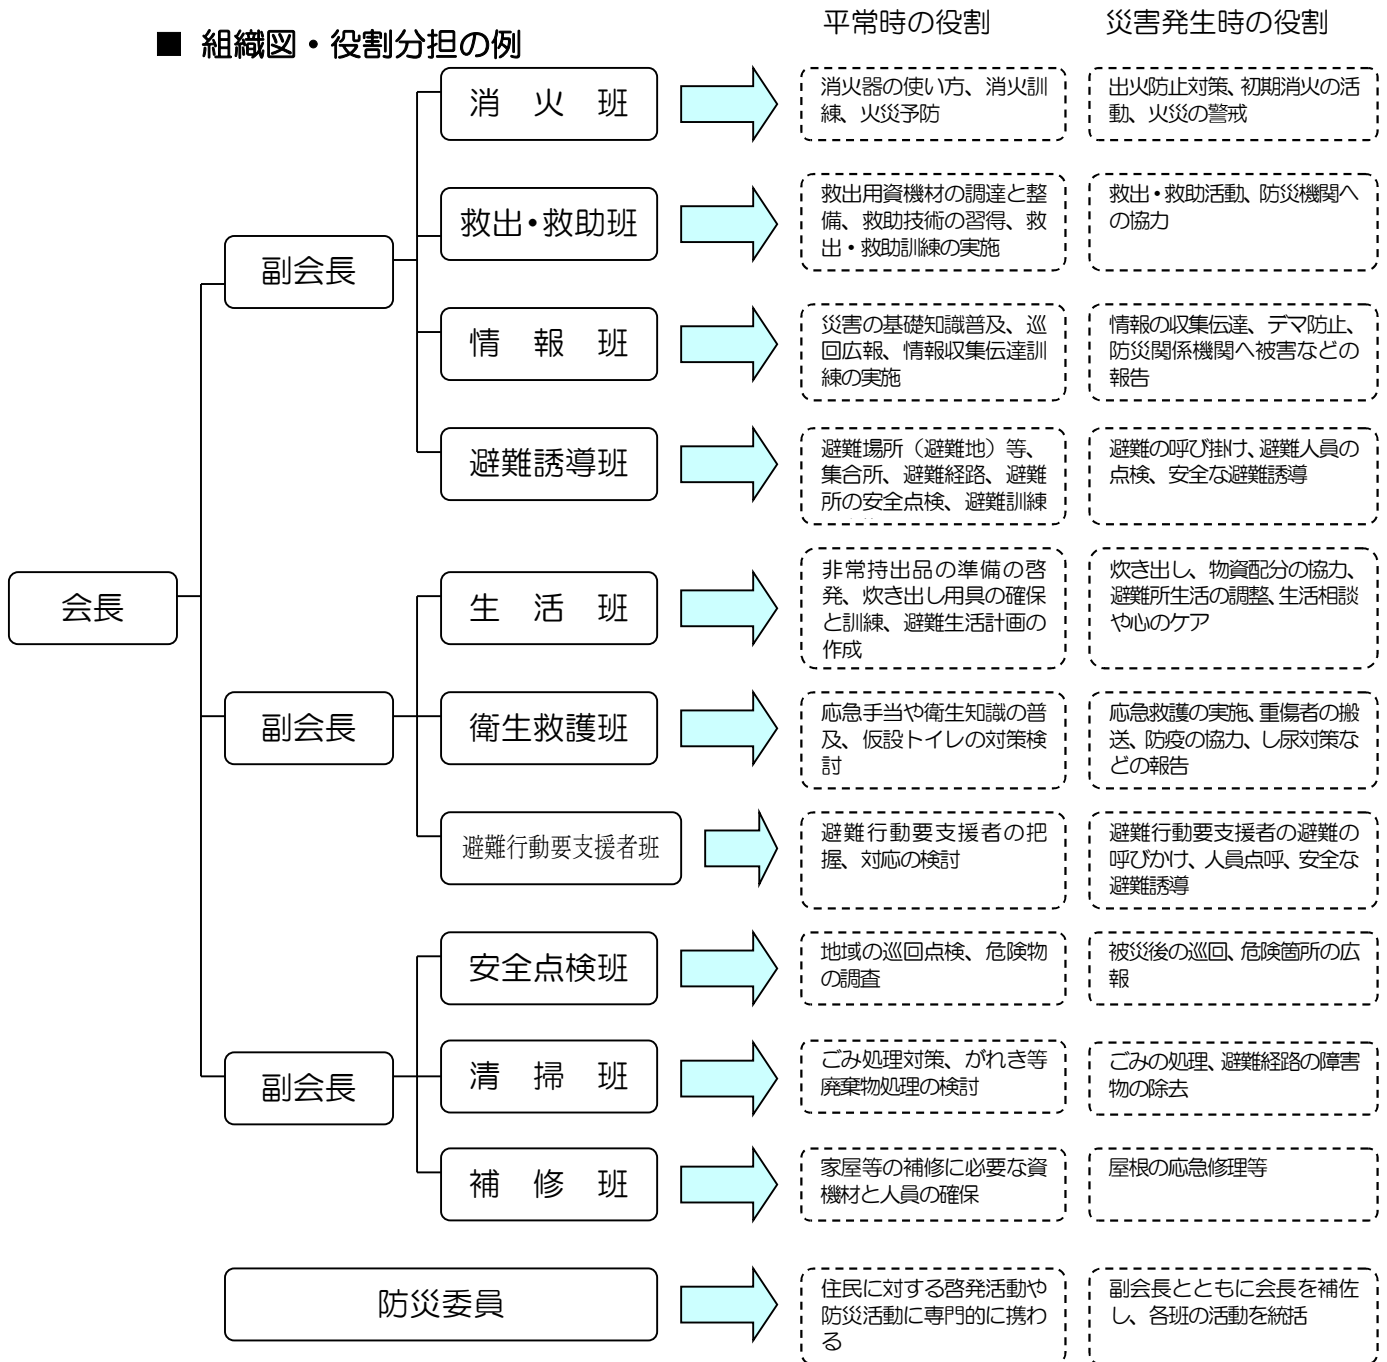 平常時の役割
災害発生時の役割
■ 組織図・役割分担の例
会長
副会長
消 火 班
消火器の使い方、消火訓
練、火災予防
出火防止対策、初期消火の活
動、火災の警戒
救出・救助班
救出用資機材の調達と整
備、救助技術の習得、救
出・救助訓練の実施
救出・救助活動、防災機関へ
の協力
情 報 班
災害の基礎知識普及、巡
回広報、情報収集伝達訓
練の実施
情報の収集伝達、デマ防止、
防災関係機関へ被害などの
報告
避難誘導班
避難場所（避難地）等、
集合所、避難経路、避難
所の安全点検、避難訓練
避難の呼び掛け、避難人員の
点検、安全な避難誘導
副会長
生 活 班
非常持出品の準備の啓
発、炊き出し用具の確保
と訓練、避難生活計画の
作成
炊き出し、物資配分の協力、
避難所生活の調整、生活相談
や心のケア
衛生救護班
応急手当や衛生知識の普
及、仮設トイレの対策検
討
応急救護の実施、重傷者の搬
送、防疫の協力、し尿対策な
どの報告
避難行動要支援者班
避難行動要支援者の把
握、対応の検討
避難行動要支援者の避難の
呼びかけ、人員点呼、安全な
避難誘導
副会長
安全点検班
地域の巡回点検、危険物
の調査
被災後の巡回、危険箇所の広
報
清 掃 班
ごみ処理対策、がれき等
廃棄物処理の検討
ごみの処理、避難経路の障害
物の除去
補 修 班
家屋等の補修に必要な資
機材と人員の確保
屋根の応急修理等
防災委員
住民に対する啓発活動や
防災活動に専門的に携わ
る
副会長とともに会長を補佐
し、各班の活動を統括